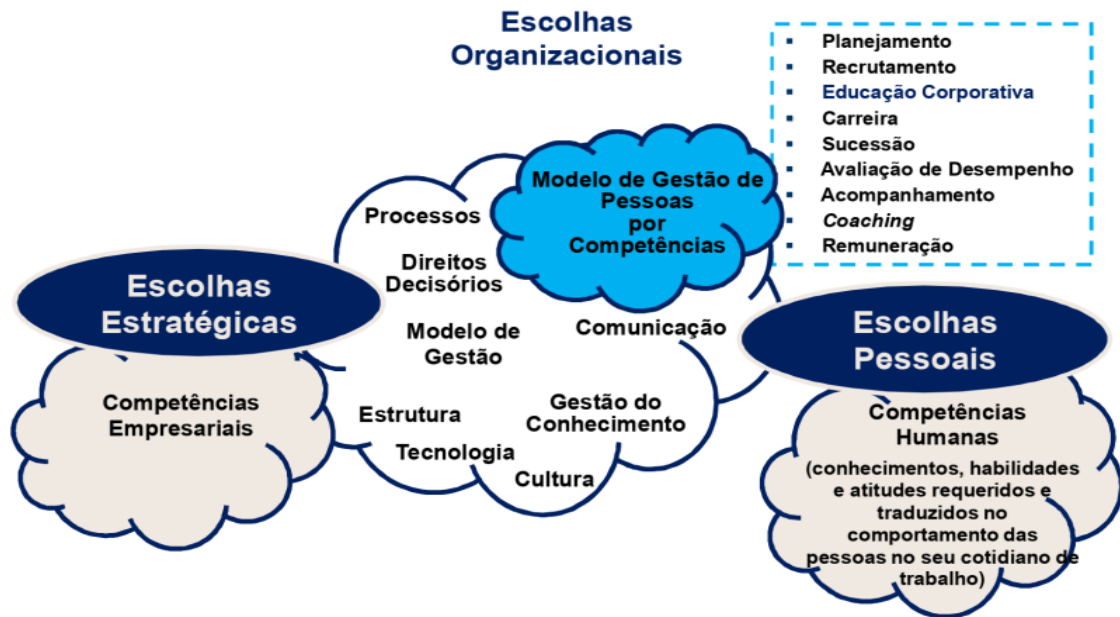 Escolhas
Organizacionais
Planejamento
Recrutamento
Educação Corporativa
Carreira
Sucessão
Avaliação de Desempenho
Acompanhamento
Coaching
Remuneração
Modelo de Gestão de
Pessoas
por
Competências
Processos
Direitos
Decisórios
Modelo de
Gestão
Comunicação
Estrutura
Gestão do
Conhecimento
Tecnologia
Cultura
Escolhas
Estratégicas
Competências
Empresariais
Escolhas
Pessoais
Competências
Humanas
(conhecimentos, habilidades
e atitudes requeridos e
traduzidos no
comportamento das
pessoas no seu cotidiano de
trabalho)